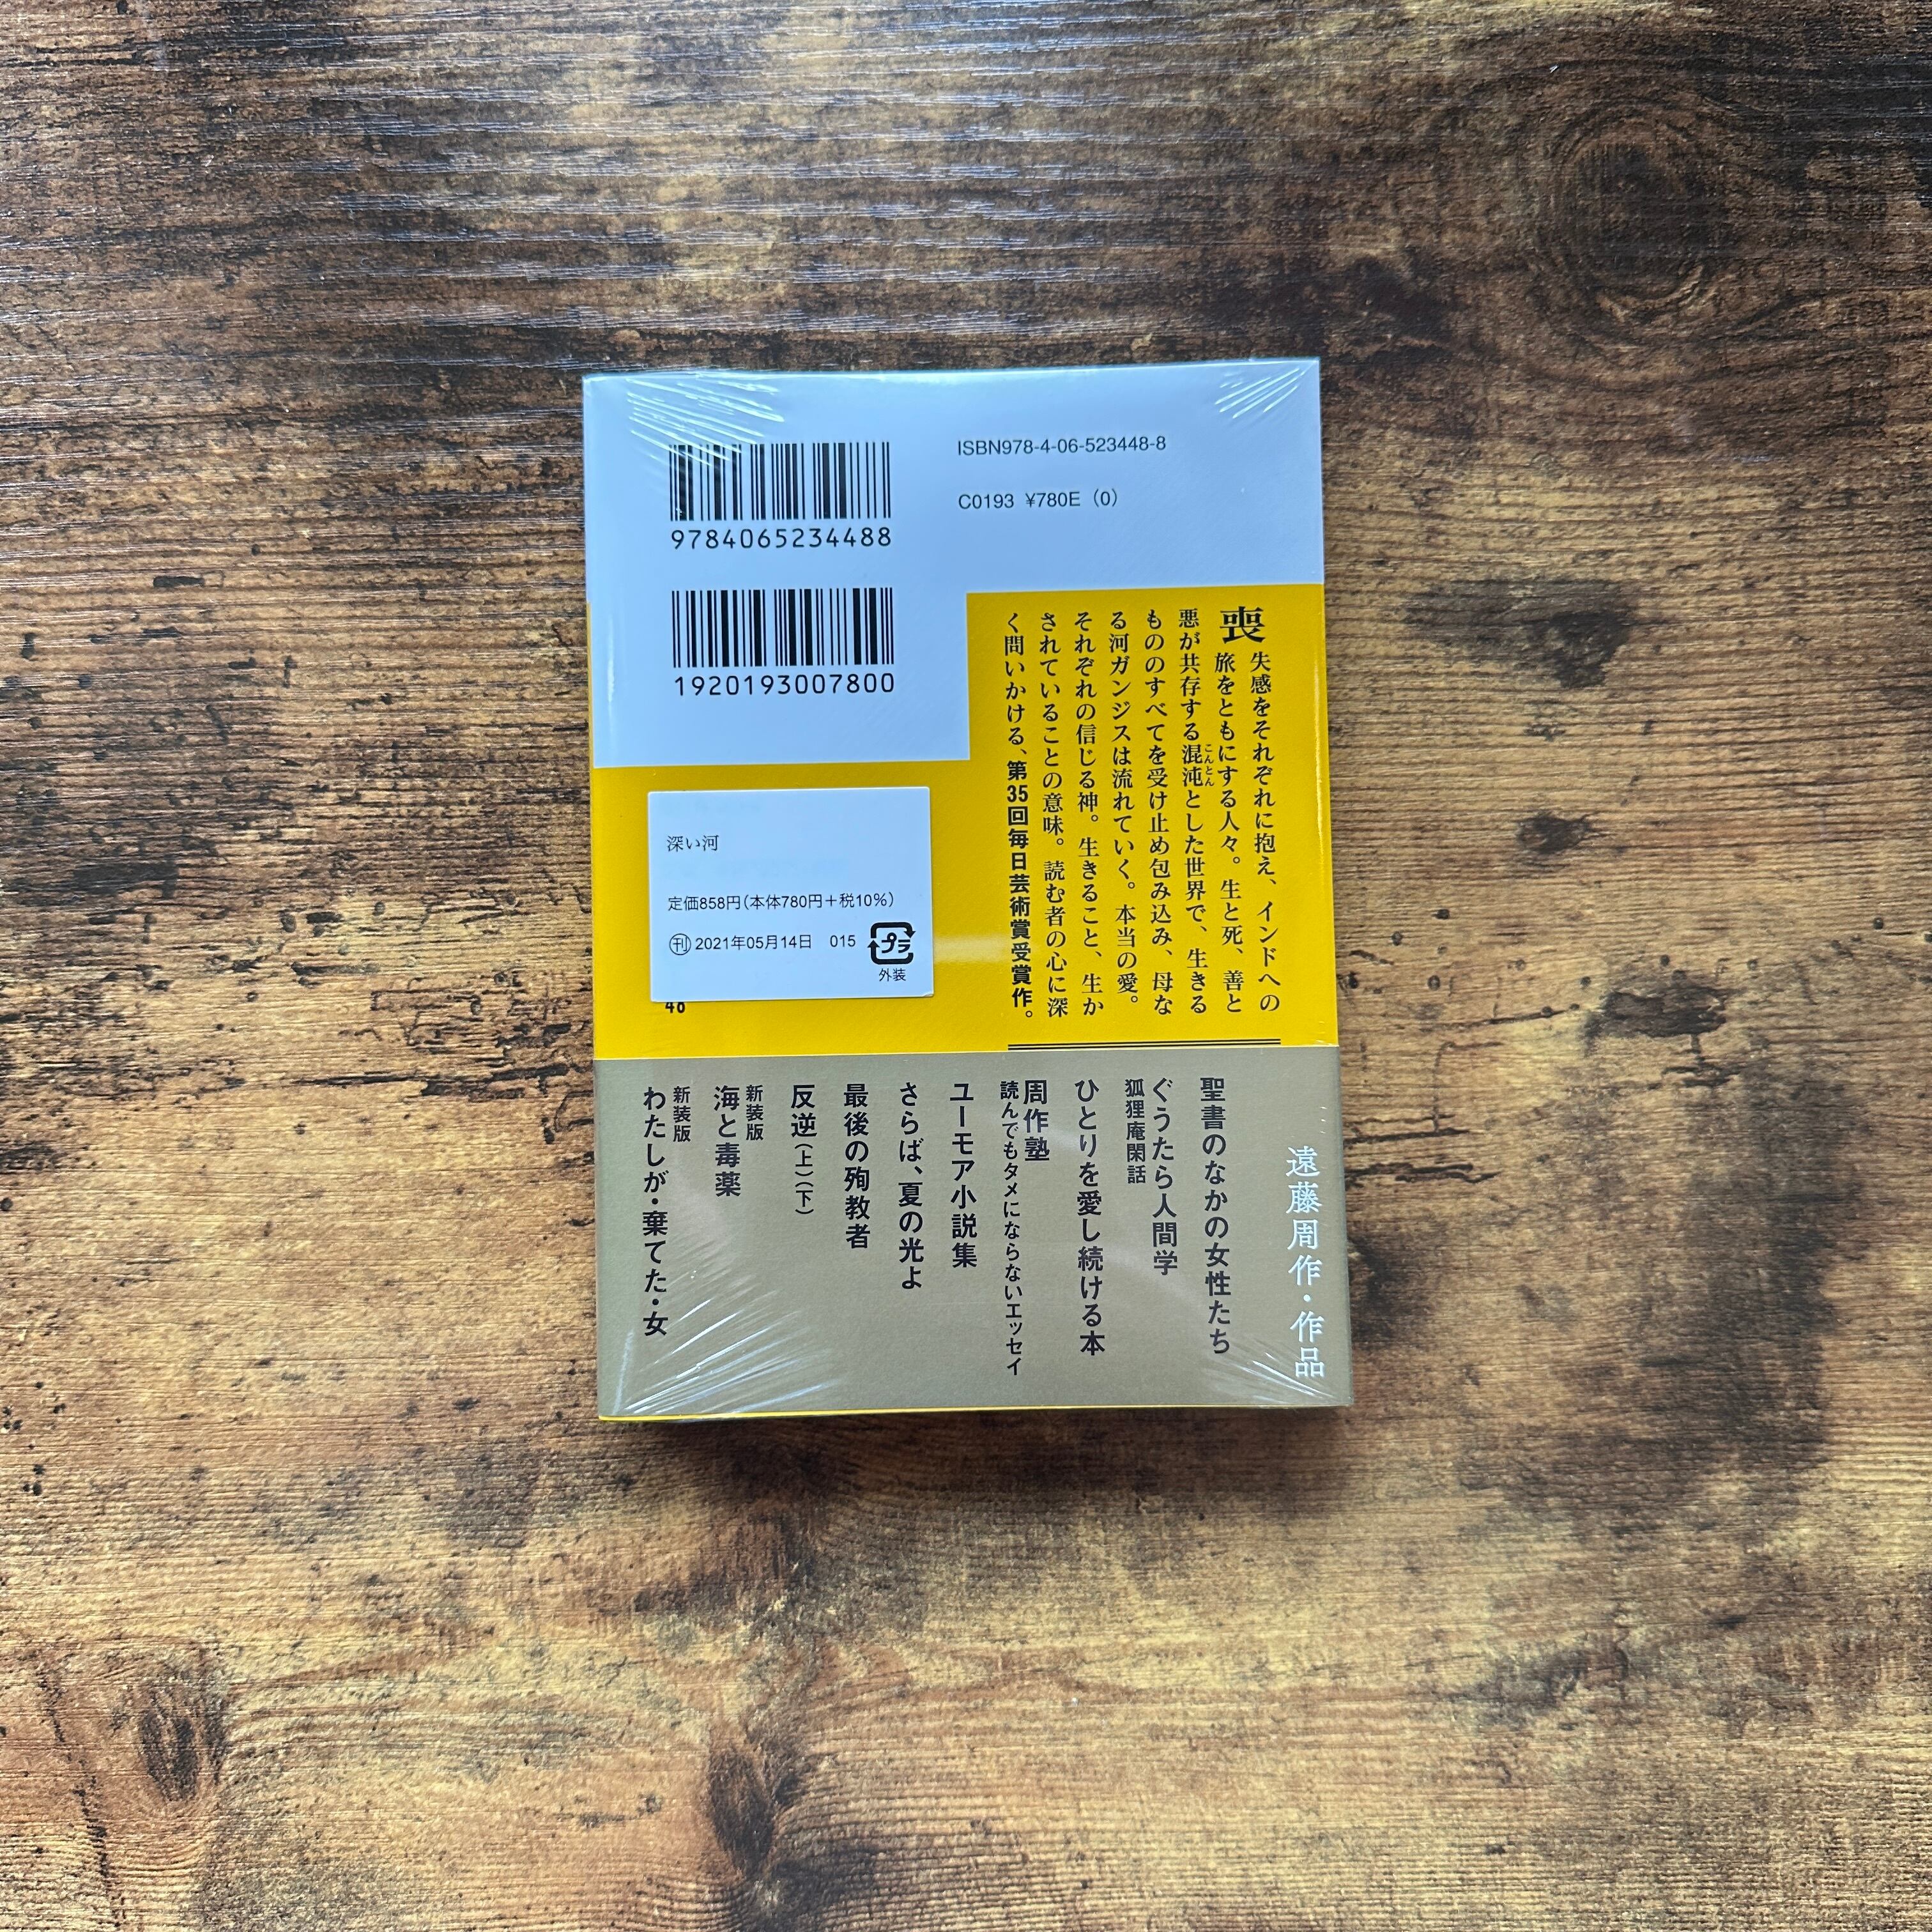 9784065234488
1920193007800
ISBN978-4-06-523448-8
C0193 ¥780E (0)
喪失感をそれぞれに抱え、インドへの
旅をともにする人々。生と死、善と
悪が共存する混沌とした世界で、生きる
こんとん
もののすべてを受け止め包み込み、母な
る河ガンジスは流れていく。本当の愛。
それぞれの信じる神。生きること、生か
されていることの意味。読む者の心に深
く問いかける、第35回毎日芸術賞受賞作。
深い河
定価858円(本体780円+税10%)
㊞ 2021年05月14日 015
プラ
外装
48
遠藤周作・作品
聖書のなかの女性たち
ぐうたら人間学
狐狸庵閑話
ひとりを愛し続ける本
周作塾
読んでもタメにならないエッセイ
ユーモア小説集
さらば、夏の光よ
最後の殉教者
反逆(上)(下)
新装版
海と毒薬
新装版
わたしが・棄てた・女